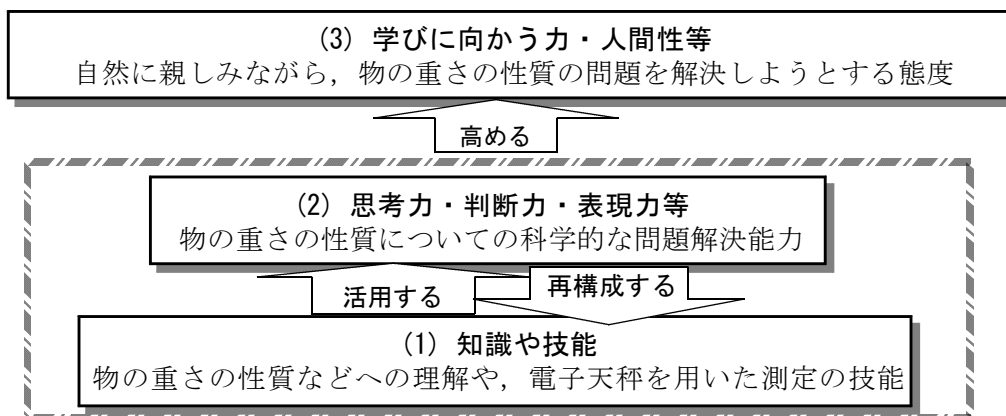 (3) 学びに向かう力・人間性等
自然に親しみながら，物の重さの性質の問題を解決しようとする態度
高める
(2) 思考力・判断力・表現力等
物の重さの性質についての科学的な問題解決能力
活用する
再構成する
(1) 知識や技能
物の重さの性質などへの理解や，電子天秤を用いた測定の技能